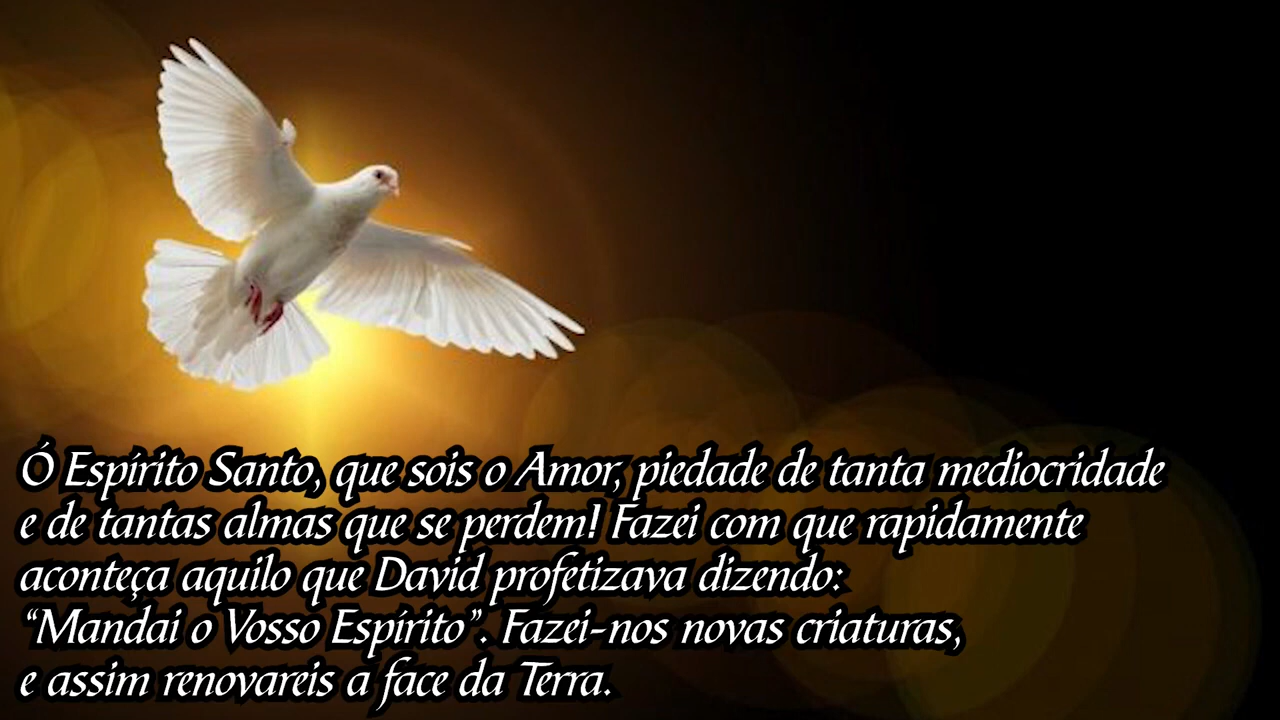 Ó Espírito Santo, que sois o Amor, piedade de tanta mediocridade
e de tantas almas que se perdem! Fazei com que rapidamente
aconteça aquilo que David profetizava dizendo:
“Mandai o Vosso Espírito”. Fazei-nos novas criaturas,
e assim renovareis a face da Terra.